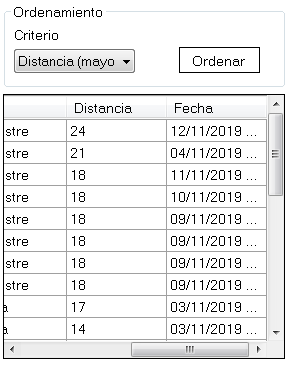 Ordenamiento
Criterio
Distancia (mayo
Ordenar
Distancia Fecha
stre 24 12/11/2019 ...
stre 21 04/11/2019 ...
stre 18 11/11/2019 ...
stre 18 10/11/2019 ...
stre 18 09/11/2019 ...
stre 18 09/11/2019 ...
stre 18 09/11/2019 ...
stre 18 09/11/2019 ...
a 17 03/11/2019 ...
a 14 03/11/2019 ...